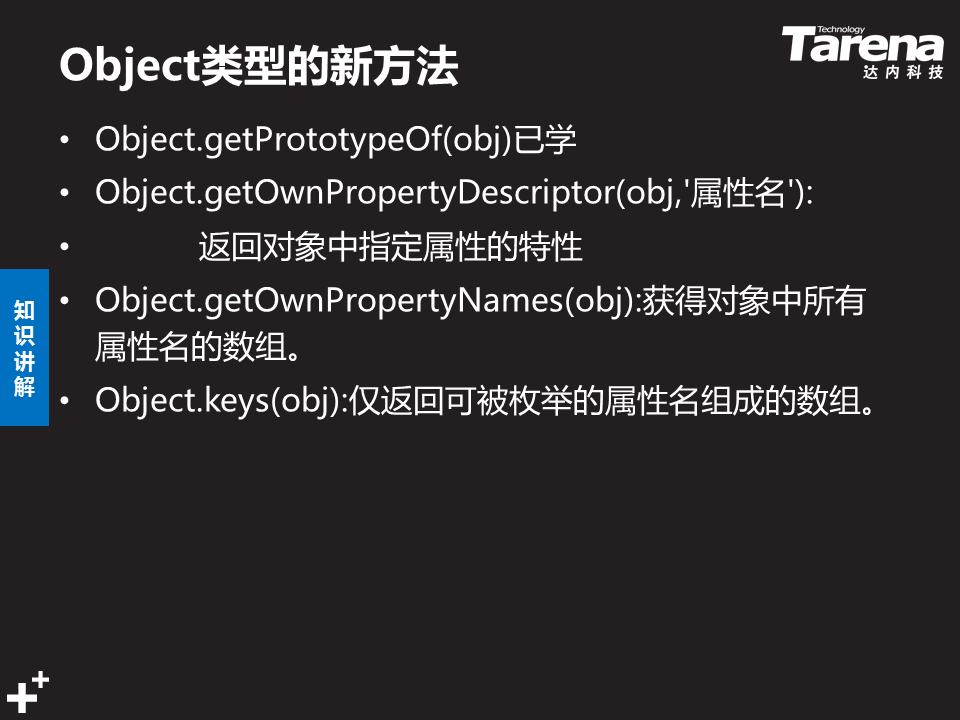 Object类型的新方法
Technology
Tarena
达内科技
• Object.getPrototypeOf(obj)已学
• Object.getOwnPropertyDescriptor(obj,'属性名'):
• 返回对象中指定属性的特性
• Object.getOwnPropertyNames(obj):获得对象中所有
属性名的数组。
• Object.keys(obj):仅返回可被枚举的属性名组成的数组。
知
识
讲
解